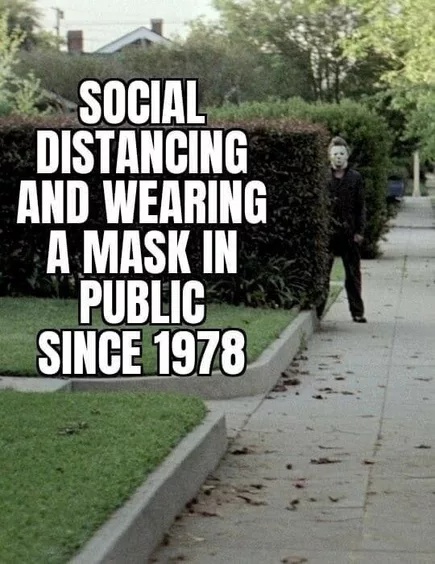 SOCIAL
DISTANCING
AND WEARING
A MASK IN
PUBLIC
SINCE 1978